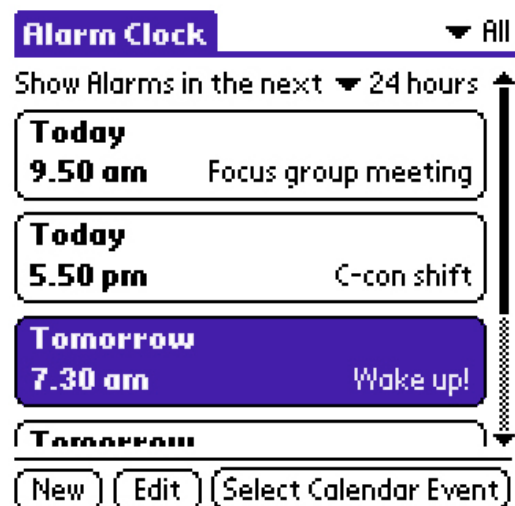 Alarm Clock
All
Show Alarms in the next 24 hours
Today
9.50 am Focus group meeting
Today
5.50 pm C-con shift
Tomorrow
7.30 am Wake up!
Tomorrow
New Edit Select Calendar Event